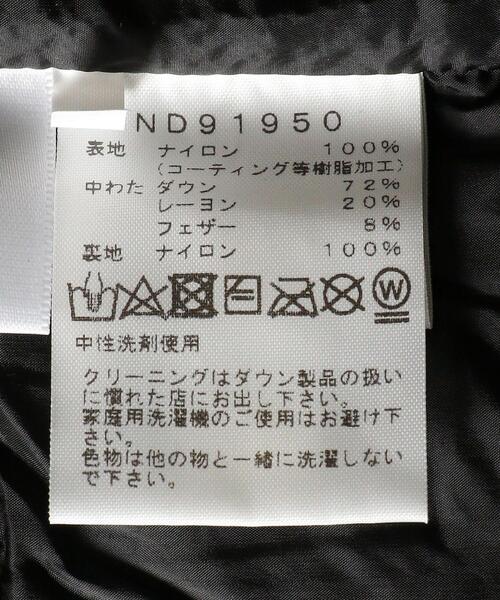 ND91950
表地 ナイロン 100%
(コーティング等樹脂加工)
中わた ダウン 72%
レーヨン 20%
フェザー 8%
裏地 ナイロン 100%
W
中性洗剤使用
クリーニングはダウン製品の扱い
に慣れた店にお出し下さい。
家庭用洗濯機のご使用はお避け下
さい。
色物は他の物と一緒に洗濯しない
で下さい。